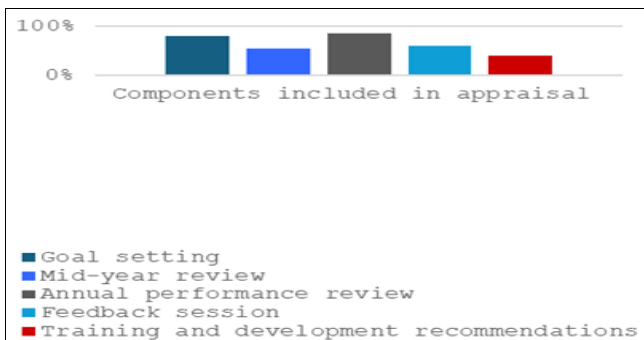 100%
0%
Components included in appraisal
Goal setting
Mid-year review
Annual performance review
Feedback session
Training and development recommendations